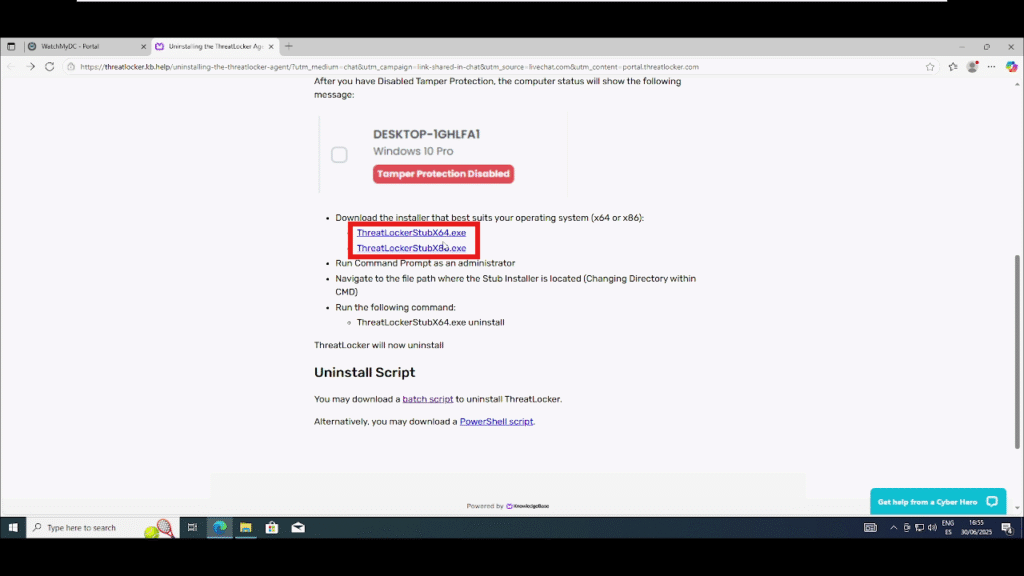 WatchMyDC - Portal
Uninstalling the ThreatLocker Ag
https://threatlocker.kb.help/uninstalling-the-threatlocker-agent/?utm_medium=chat&utm_campaign=link-shared-in-chat&utm_source=livechat.com&utm_content=portal.threatlocker.com
After you have Disabled Tamper Protection, the computer status will show the following
message:
DESKTOP-1GHLFA1
Windows 10 Pro
Tamper Protection Disabled
• Download the installer that best suits your operating system (x64 or x86):
ThreatLockerStubX64.exe
ThreatLockerStubX86.exe
• Run Command Prompt as an administrator
• Navigate to the file path where the Stub Installer is located (Changing Directory within
CMD)
• Run the following command:
◦ ThreatLockerStubX64.exe uninstall
ThreatLocker will now uninstall
Uninstall Script
You may download a batch script to uninstall ThreatLocker.
Alternatively, you may download a PowerShell script.
Powered by KnowledgeBase
Get help from a Cyber Hero
Type here to search
ENG
ES
16:55
30/06/2025